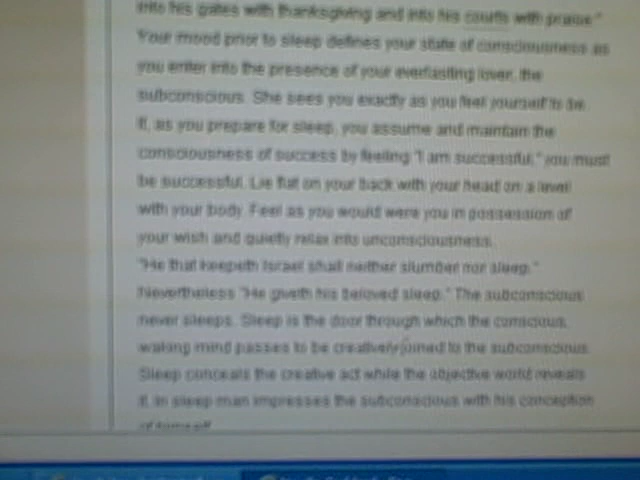 into his gates with thanksgiving and into his courts with praise."
Your mood prior to sleep defines your state of consciousness as
you enter into the presence of your everlasting lover, the
subconscious. She sees you exactly as you feel yourself to be.
If, as you prepare for sleep, you assume and maintain the
consciousness of success by feeling "I am successful," you must
be successful. Lie flat on your back with your head on a level
with your body. Feel as you would were you in possession of
your wish and quietly relax into unconsciousness.
"He that keepeth Israel shall neither slumber nor sleep."
Nevertheless "He giveth his beloved sleep." The subconscious
never sleeps. Sleep is the door through which the conscious,
waking mind passes to be creatively joined to the subconscious.
Sleep conceals the creative act while the objective world reveals
it. In sleep man impresses the subconscious with his conception
of himself.